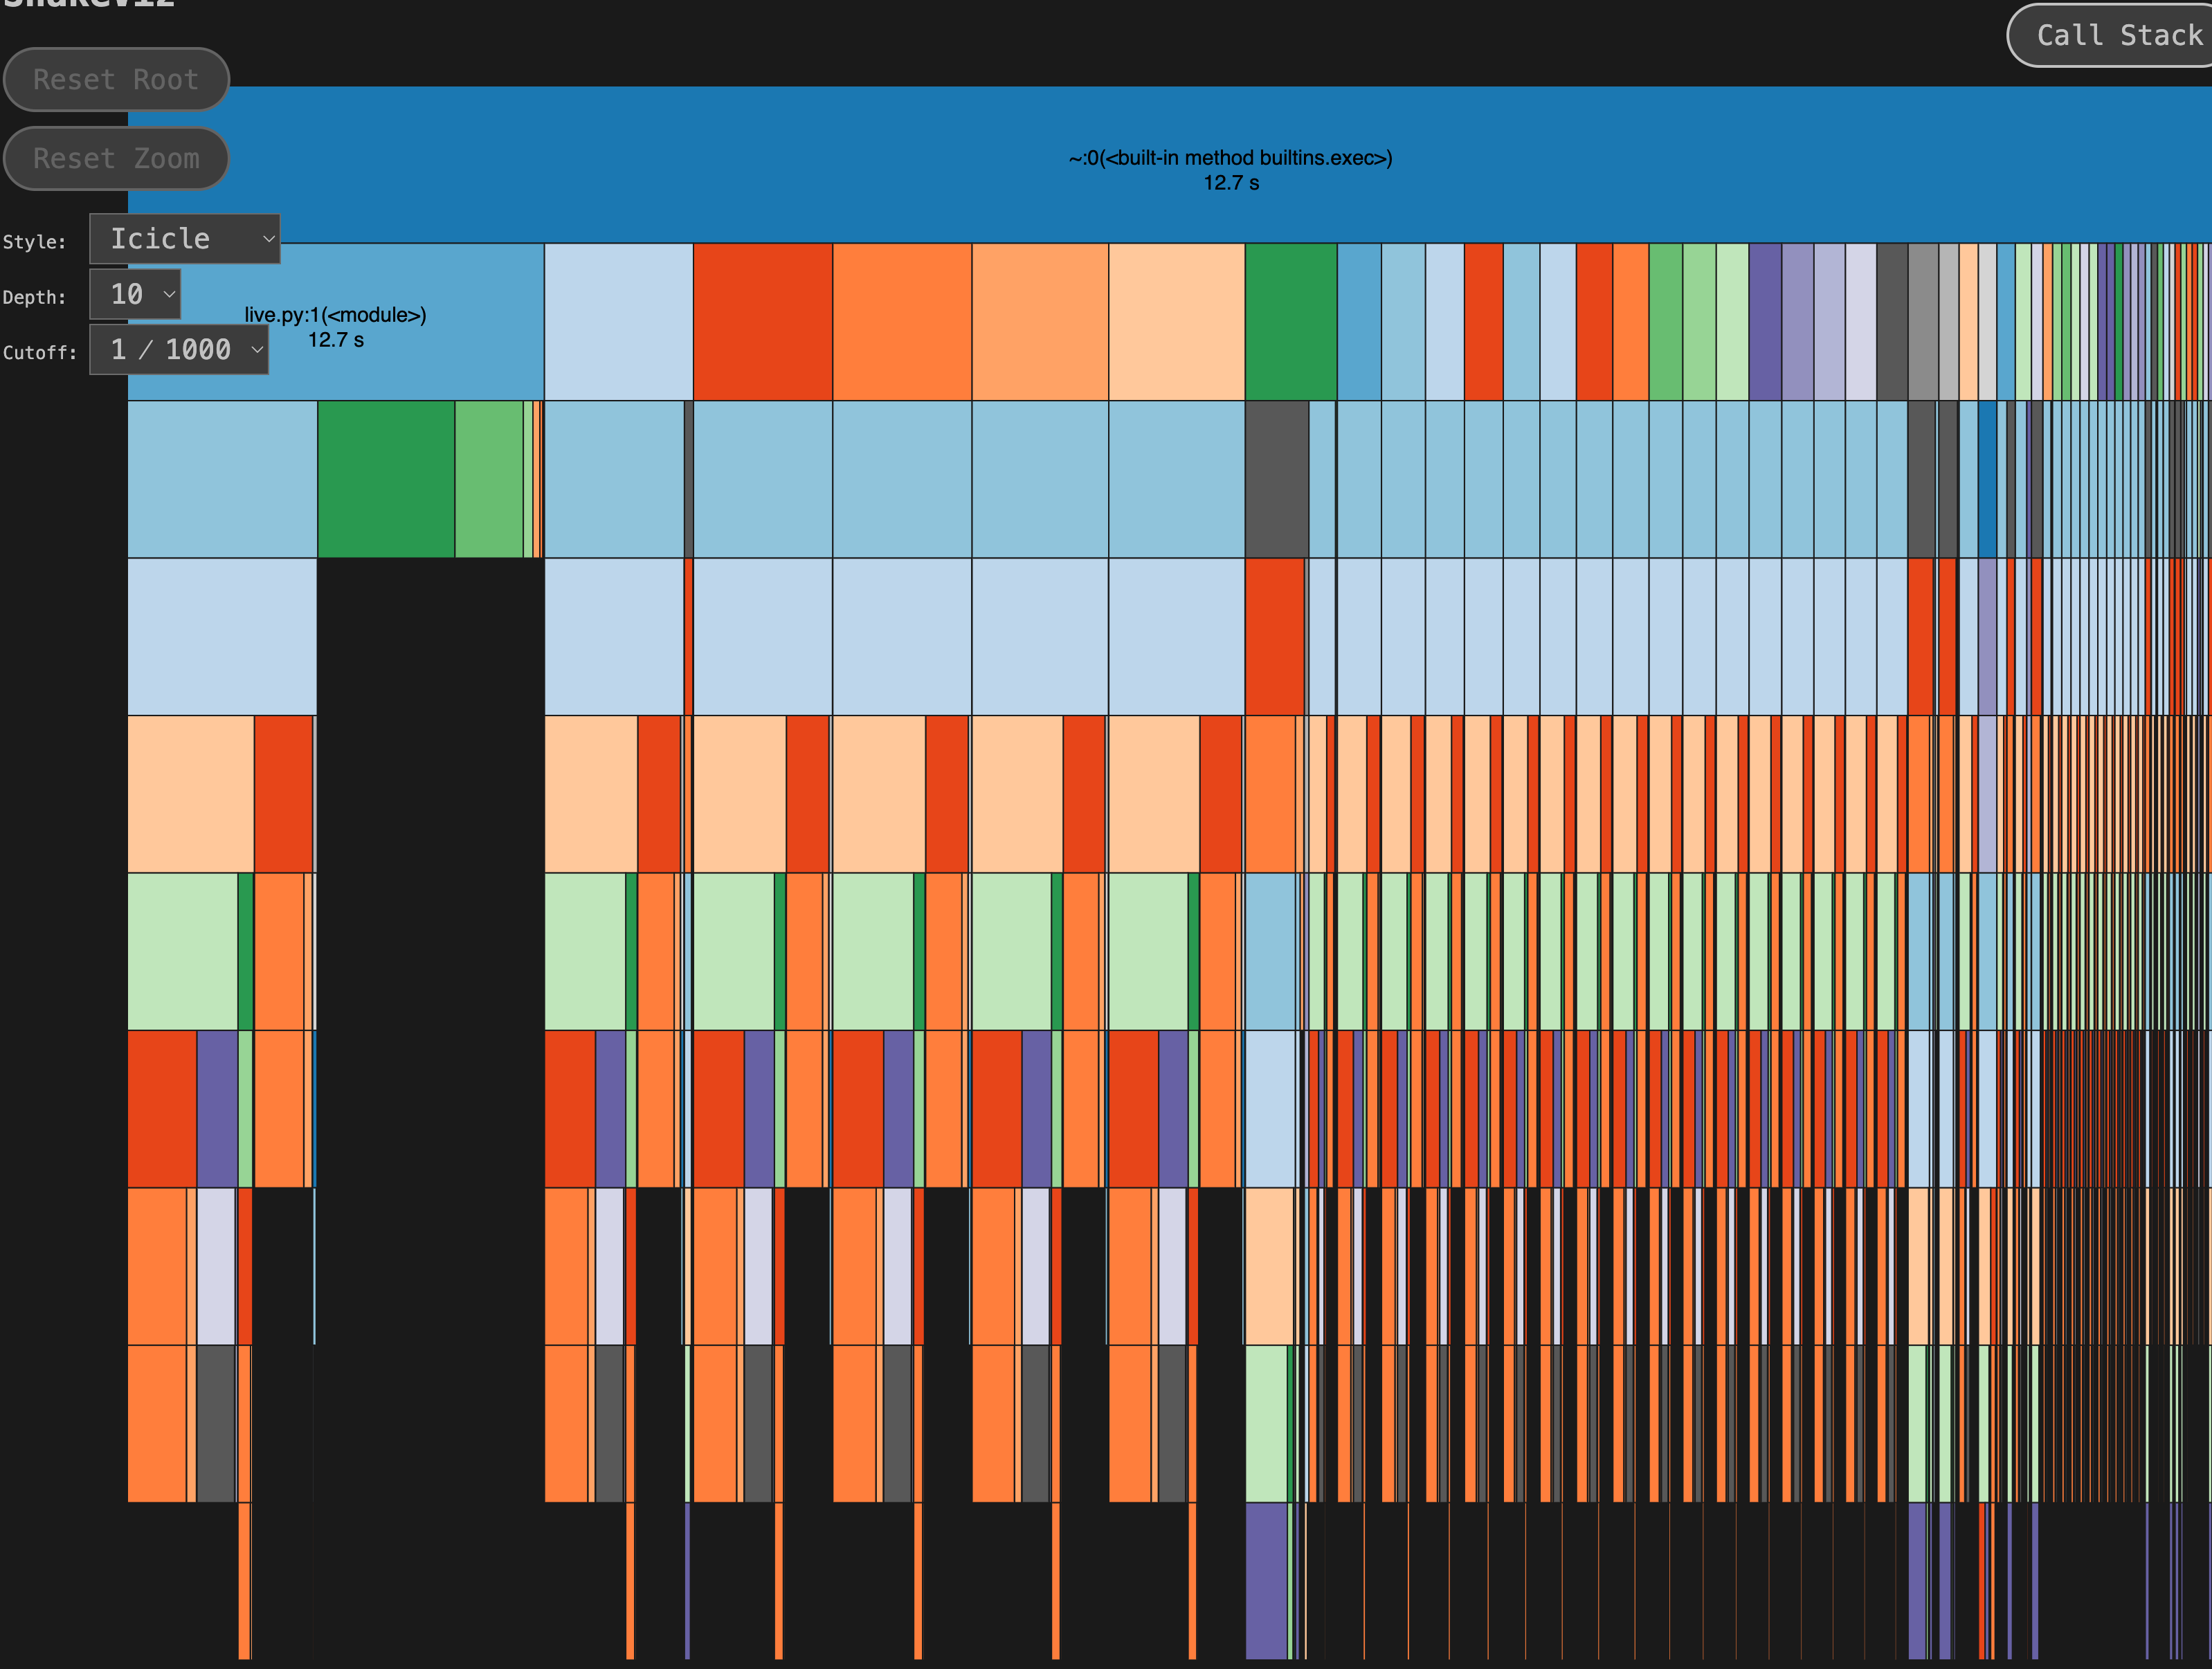 SnakeViz
Call Stack
Reset Root
Reset Zoom
~:0(<built-in method builtins.exec>)
12.7 s
Style: Icicle
Depth: 10
Cutoff: 1 / 1000
live.py:1(<module>)
12.7 s